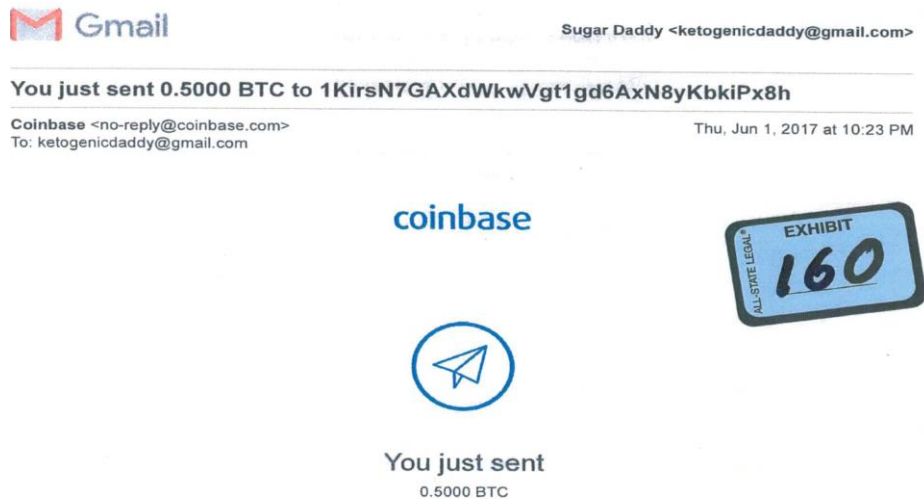 Gmail
Sugar Daddy <ketogenicdaddy@gmail.com>
You just sent 0.5000 BTC to 1KirsN7GAXdWkwVgt1gd6AxN8yKbkiPx8h
Coinbase <no-reply@coinbase.com>
Thu, Jun 1, 2017 at 10:23 PM
To: ketogenicdaddy@gmail.com
coinbase
ALL-STATE LEGAL®
EXHIBIT
160
You just sent
0.5000 BTC